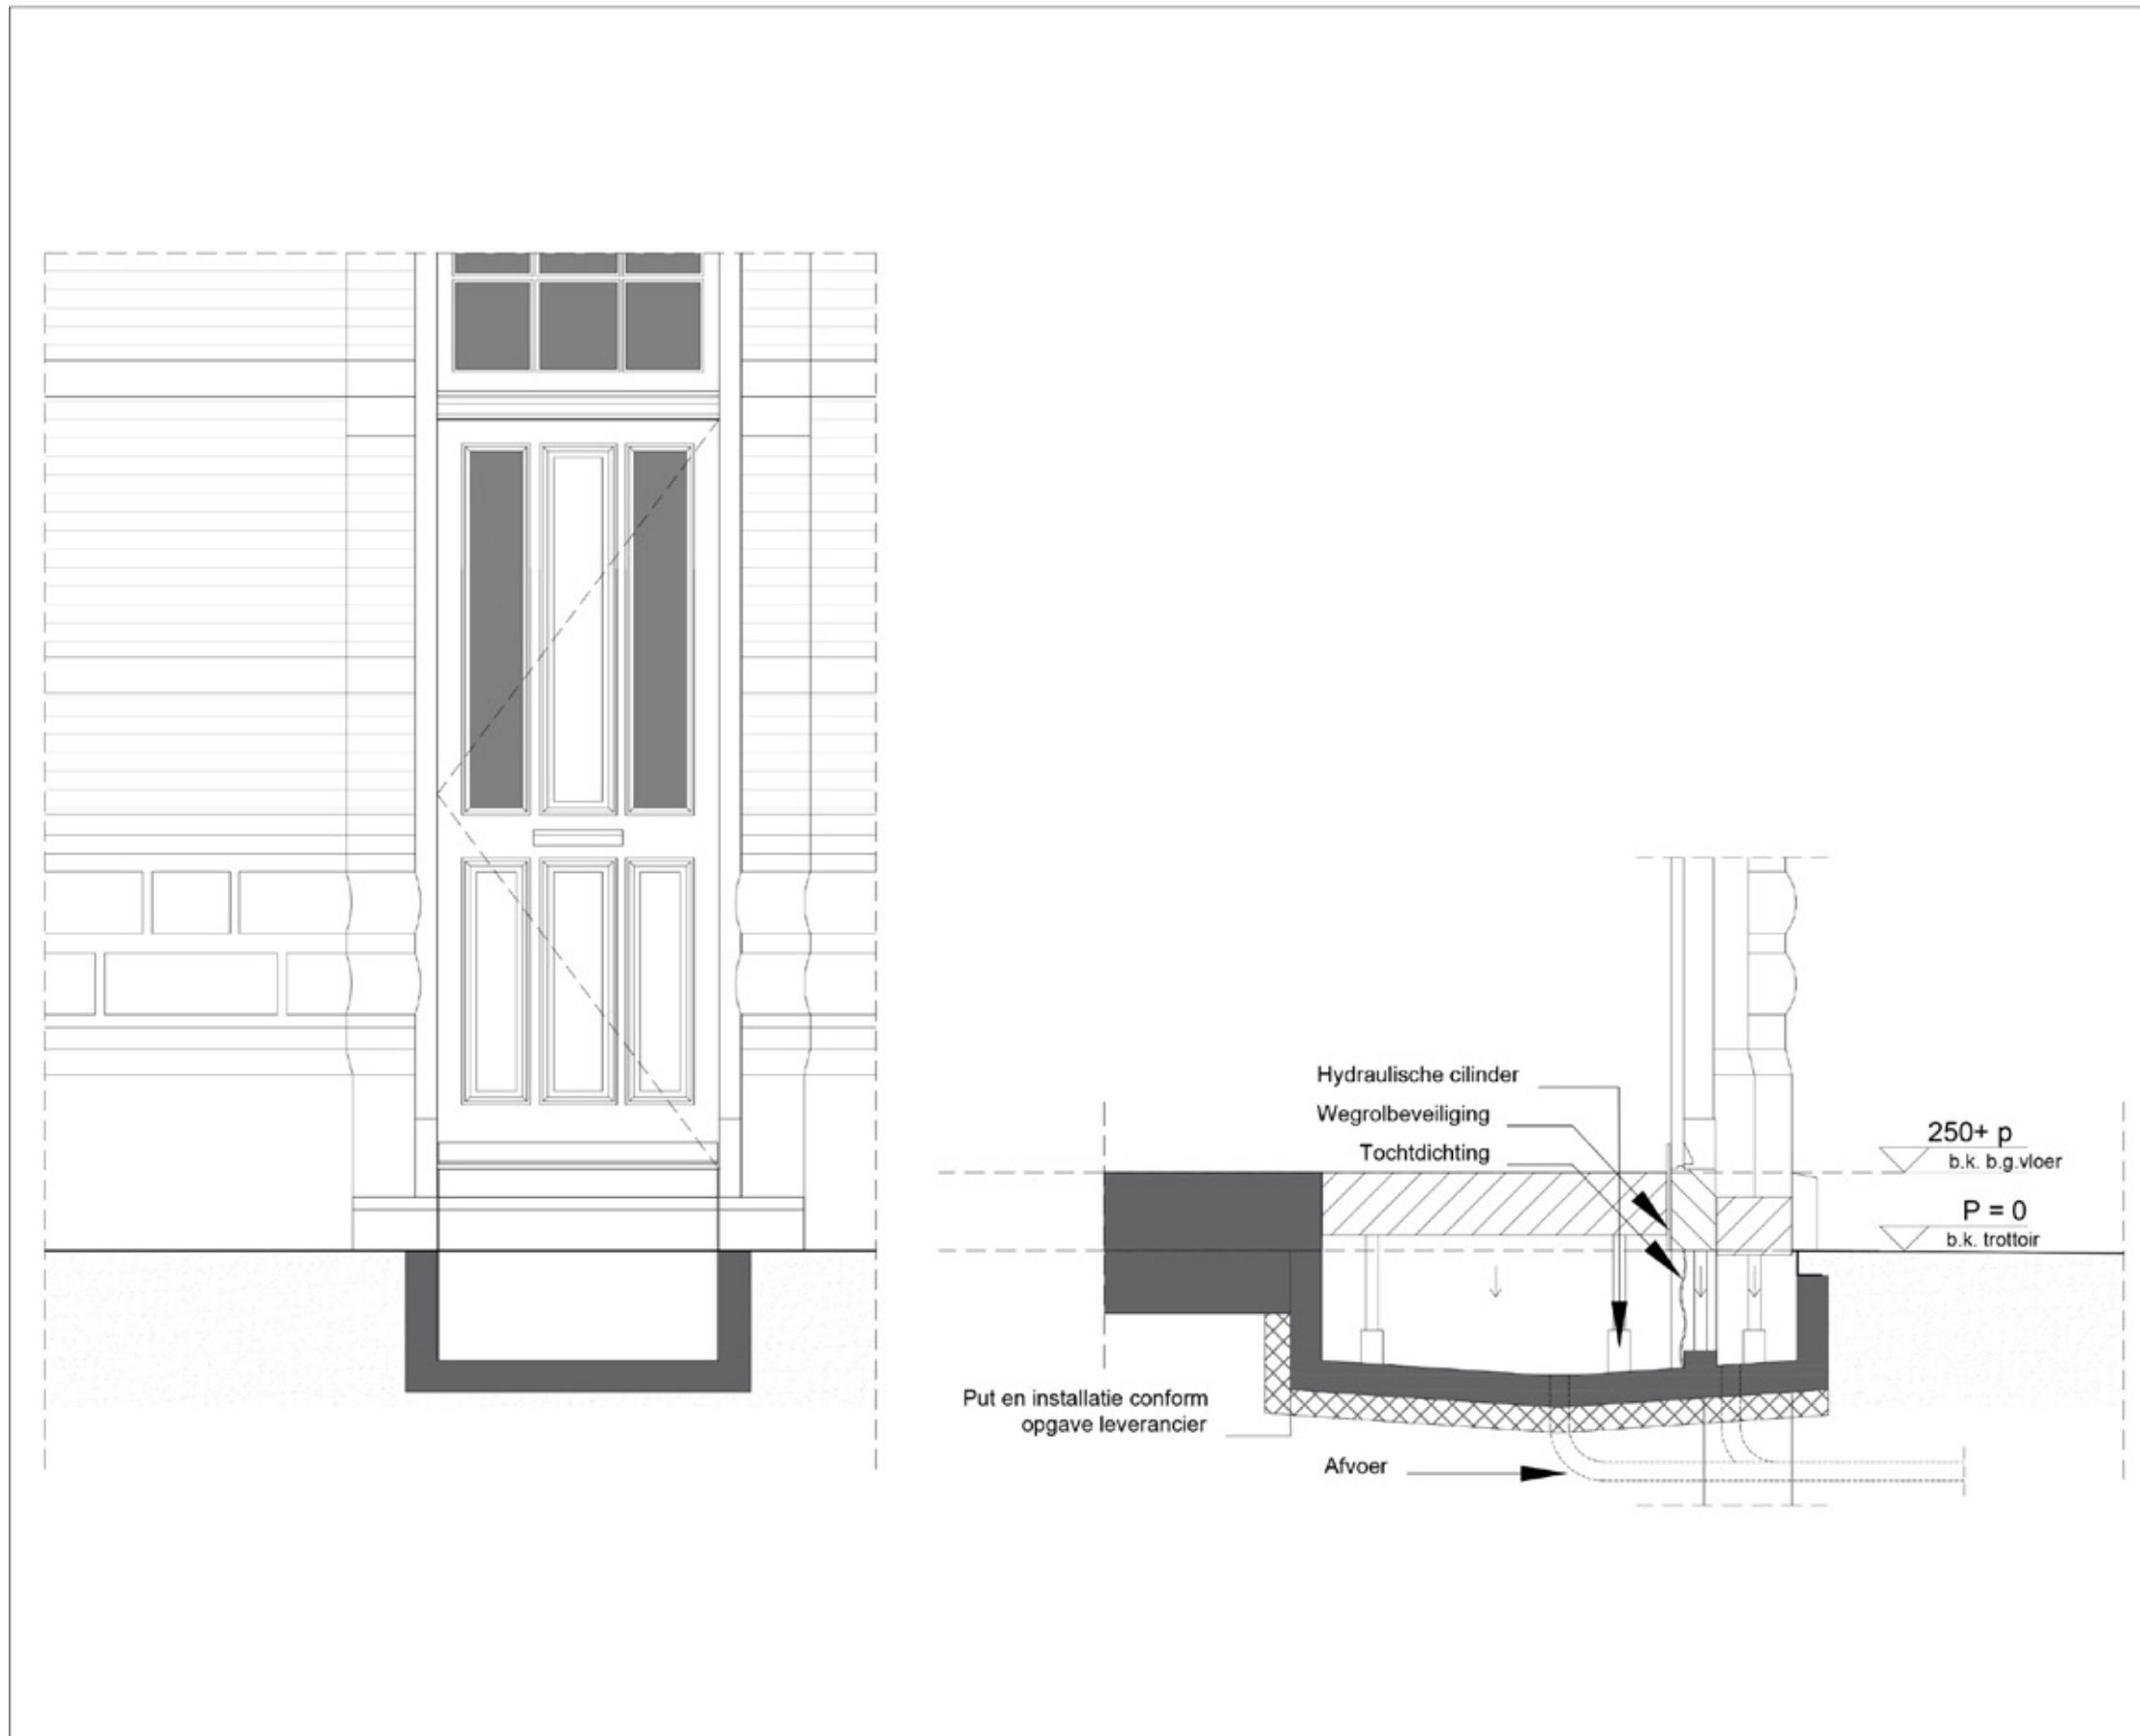 Hydraulische cilinder
Wegrolbeveiliging
Tochtdichting
250+ p
b.k. b.g.vloer
P = 0
b.k. trottoir
Put en installatie conform
opgave leverancier
Afvoer